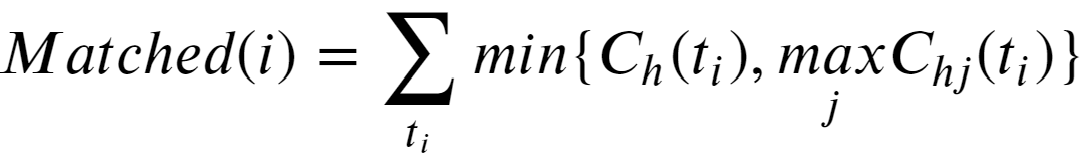 Matched(i) = ∑_{t_i} min{C_h(t_i), max_j C_{hj}(t_i)}